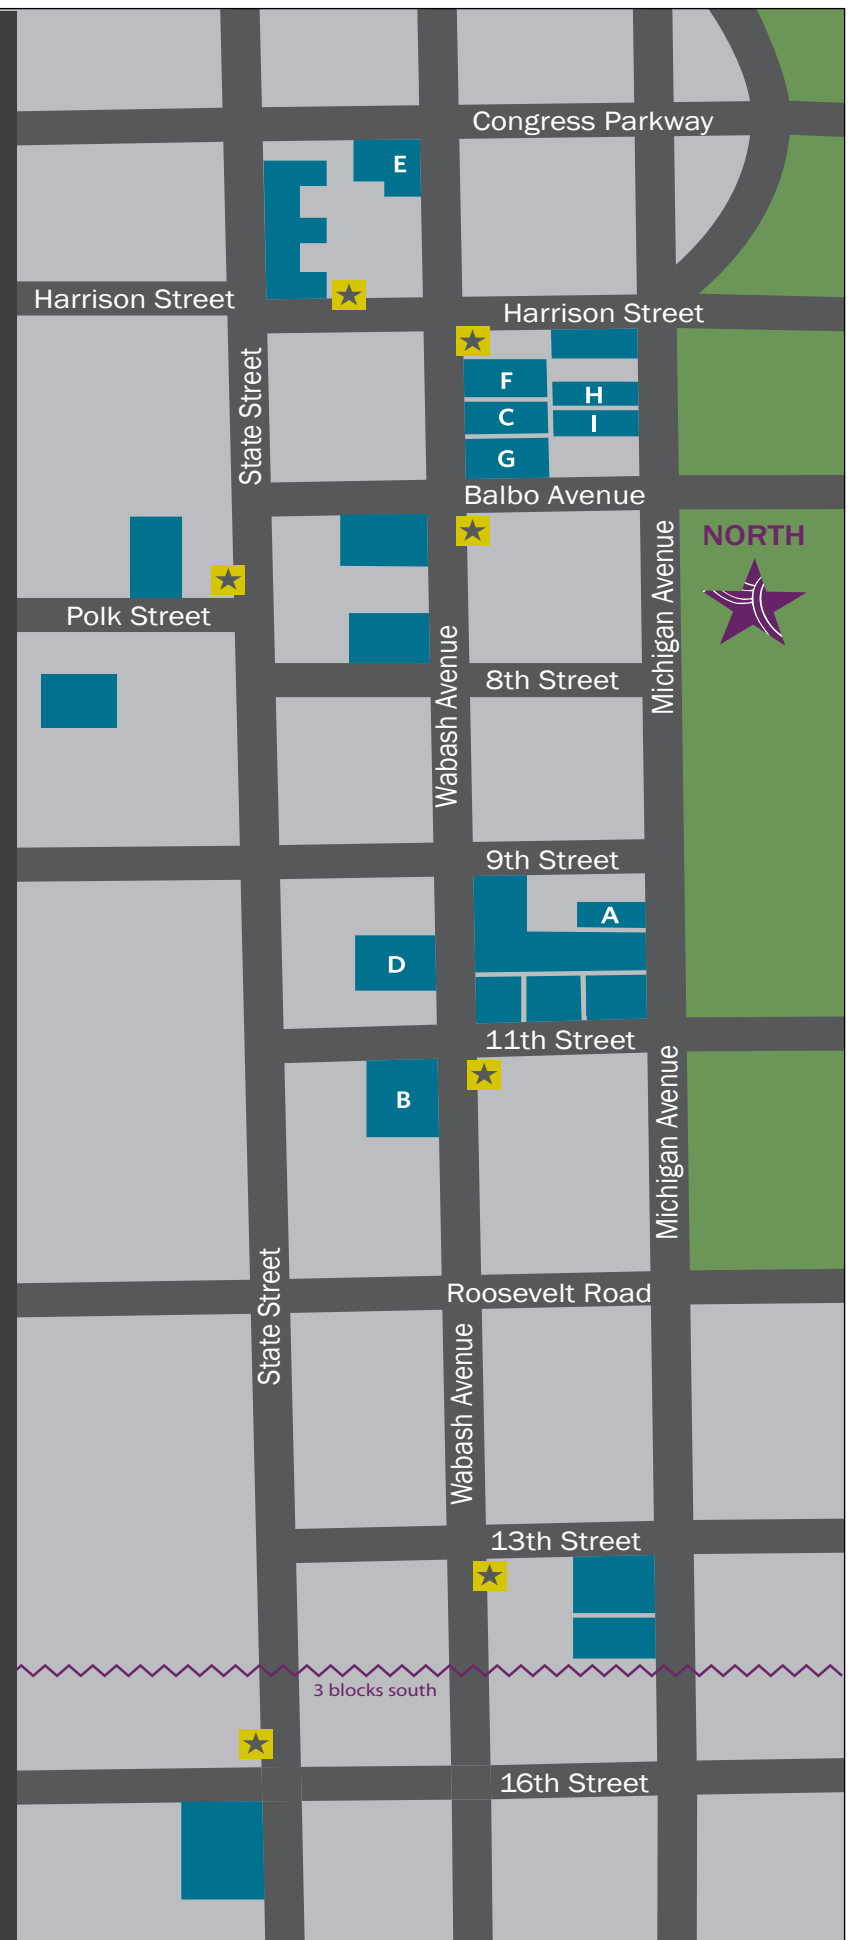 Congress Parkway
E
Harrison Street
Harrison Street
State Street
F
H
C
I
G
Balbo Avenue
NORTH
Michigan Avenue
Polk Street
8th Street
Wabash Avenue
9th Street
A
D
11th Street
B
Michigan Avenue
State Street
Roosevelt Road
Wabash Avenue
13th Street
3 blocks south
16th Street